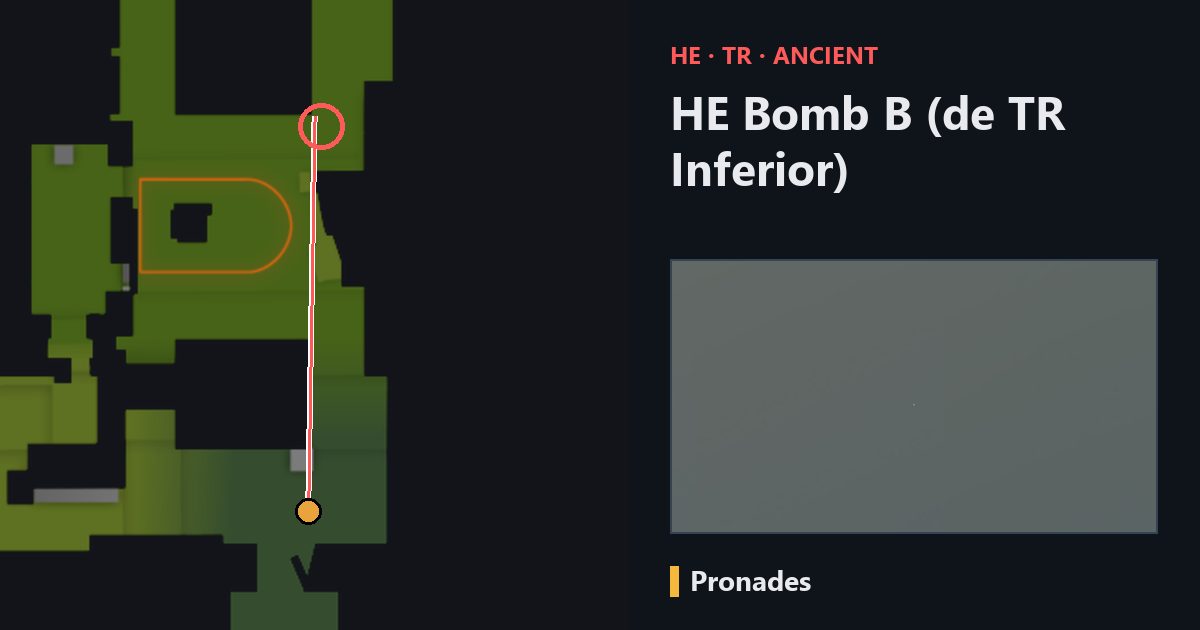 HE · TR · ANCIENT
HE Bomb B (de TR
Inferior)
Pronades